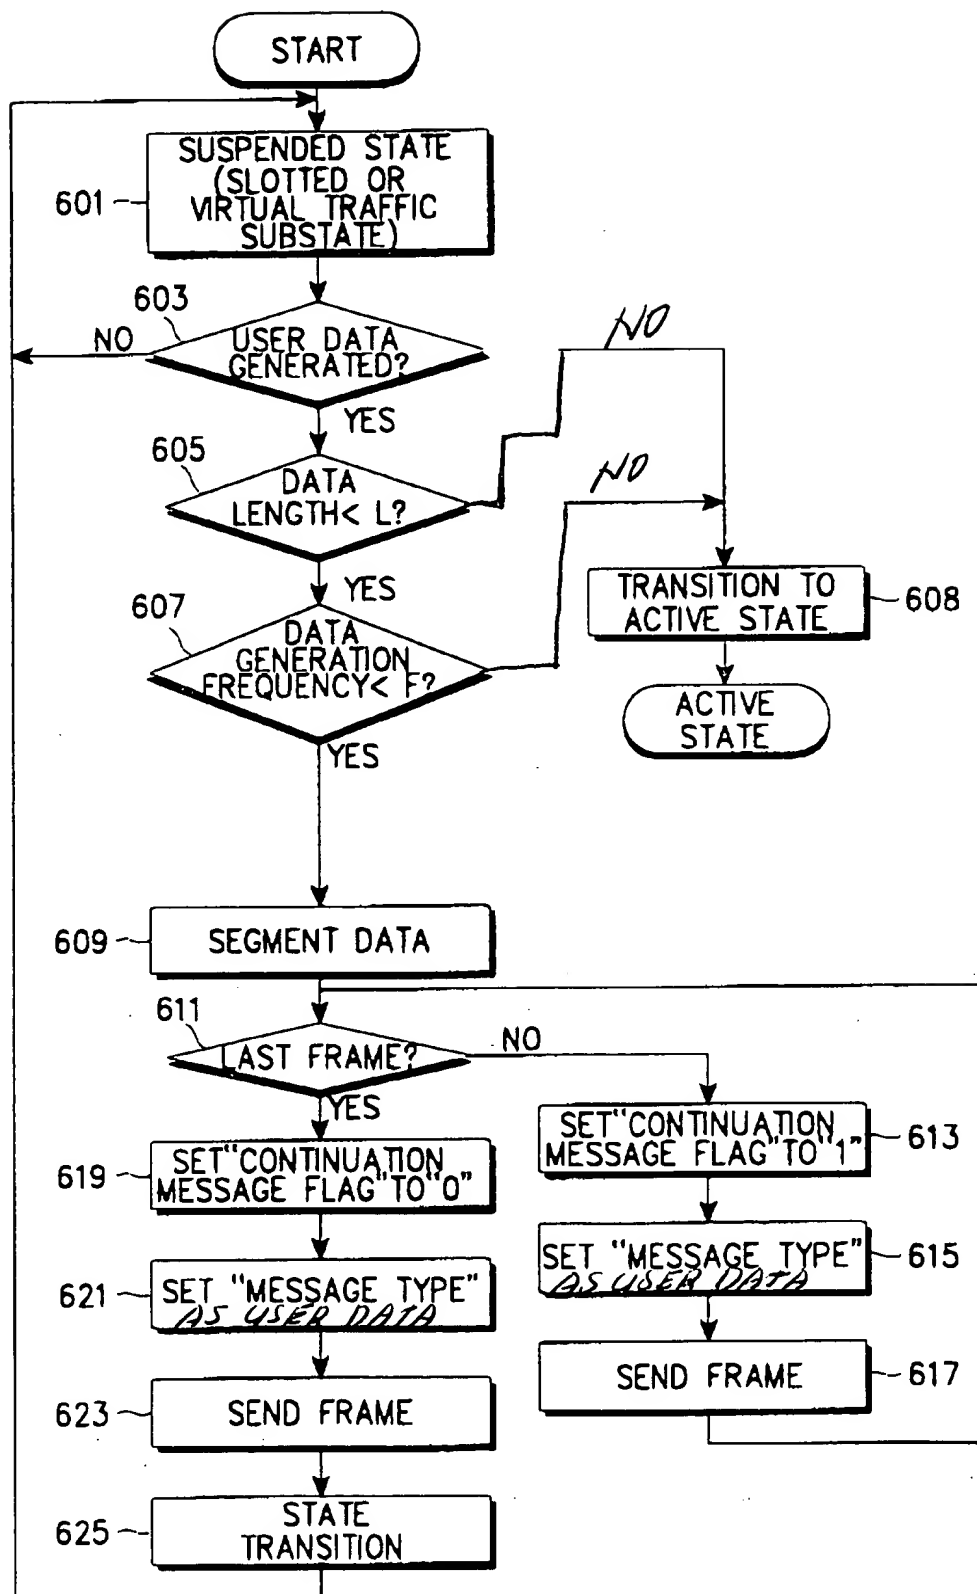 START
SUSPENDED STATE
(SLOTTED OR
VIRTUAL TRAFFIC
SUBSTATE)
601
603
NO
USER DATA
GENERATED?
NO
YES
605
DATA
LENGTH< L?
NO
YES
607
DATA
GENERATION
FREQUENCY< F?
TRANSITION TO
ACTIVE STATE
608
YES
ACTIVE
STATE
609
SEGMENT DATA
611
LAST FRAME?
NO
YES
SET"CONTINUATION
MESSAGE FLAG"TO"1"
613
619
SET"CONTINUATION
MESSAGE FLAG"TO"0"
SET "MESSAGE TYPE"
AS USER DATA
615
621
SET "MESSAGE TYPE"
AS USER DATA
SEND FRAME
617
623
SEND FRAME
625
STATE
TRANSITION